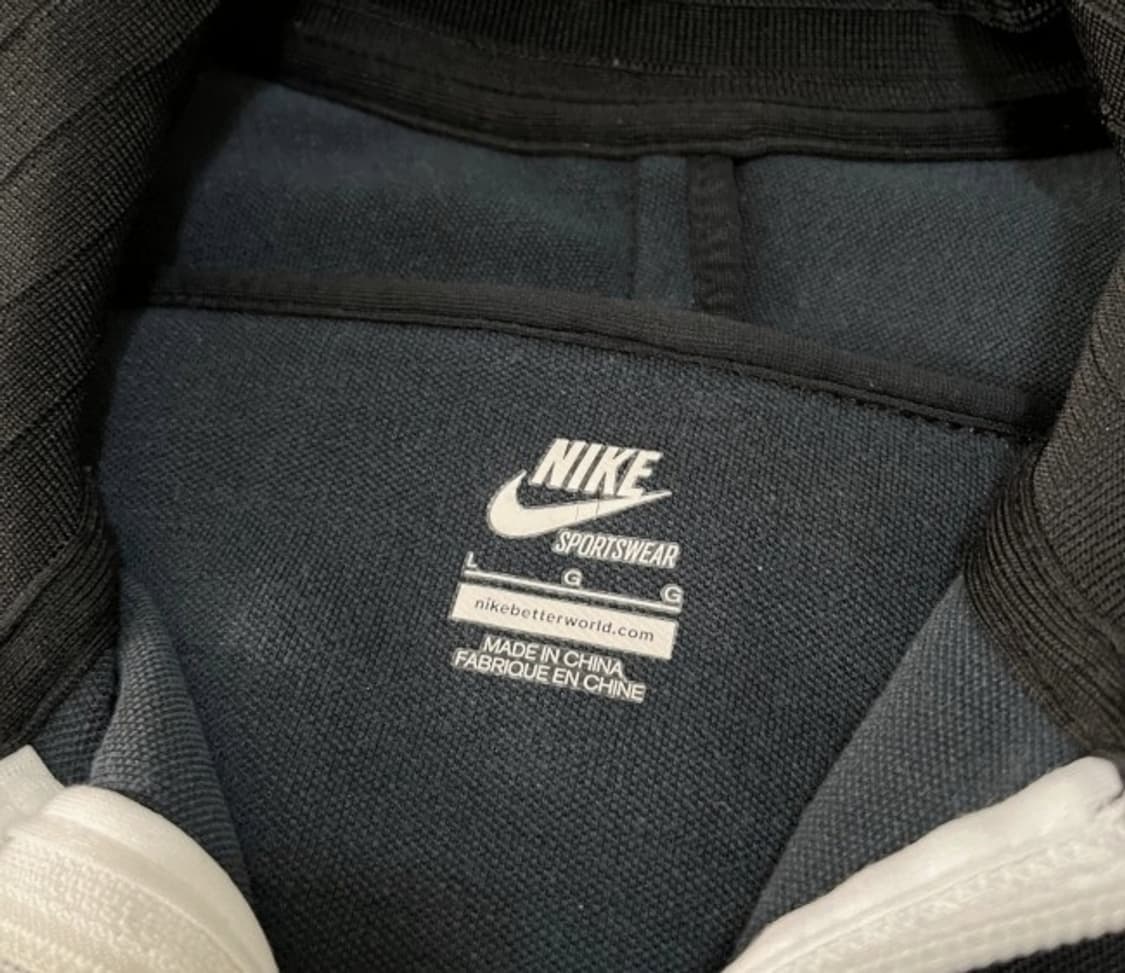 NIKE
SPORTSWEAR
L G G
nikebetterworld.com
MADE IN CHINA
FABRIQUE EN CHINE